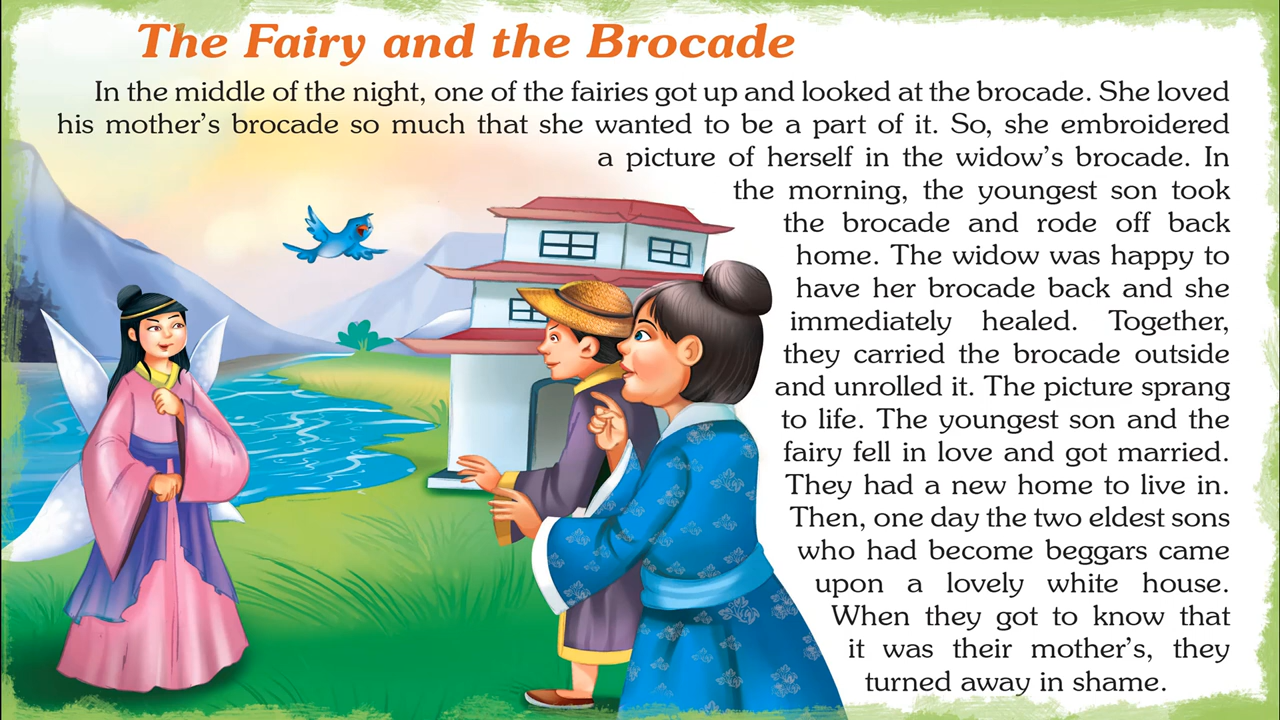 The Fairy and the Brocade
In the middle of the night, one of the fairies got up and looked at the brocade. She loved
his mother's brocade so much that she wanted to be a part of it. So, she embroidered
a picture of herself in the widow's brocade. In
the morning, the youngest son took
the brocade and rode off back
home. The widow was happy to
have her brocade back and she
immediately healed. Together,
they carried the brocade outside
and unrolled it. The picture sprang
to life. The youngest son and the
fairy fell in love and got married.
They had a new home to live in.
Then, one day the two eldest sons
who had become beggars came
upon a lovely white house.
When they got to know that
it was their mother's, they
turned away in shame.